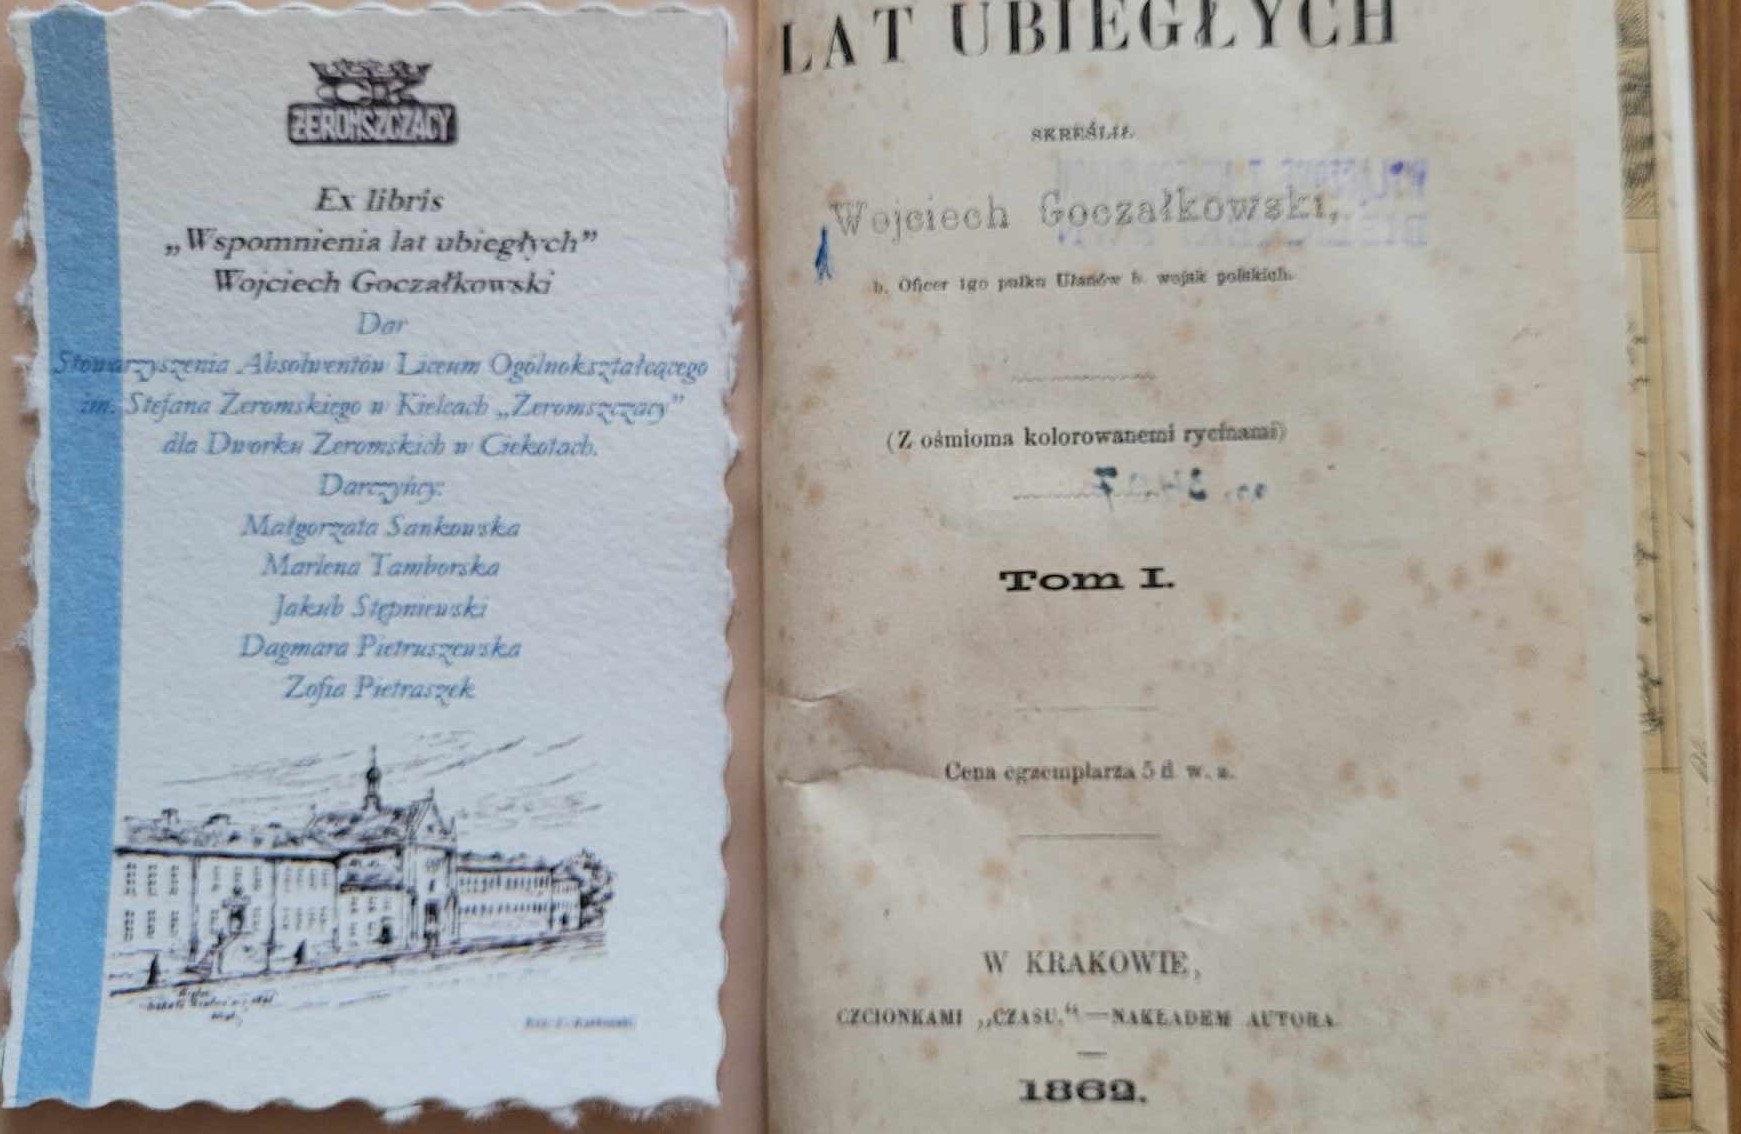 ŻEROMSZCZACY
Ex libris
„Wspomnienia lat ubiegłych”
Wojciech Goczałkowski
Dar
Stowarzyszenia Absolwentów Liceum Ogólnokształcącego
im. Stefana Żeromskiego w Kielcach „Żeromszczacy”
dla Dworku Żeromskich w Ciekotach.
Darczyńcy:
Małgorzata Sankowska
Marlena Tamborska
Jakub Stępniewski
Dagmara Pietruszewska
Zofia Pietraszek
LAT UBIEGŁYCH
SKREŚLIŁ
Wojciech Goczałkowski,
b. Oficer 1go pułku Ułanów b. wojsk polskich.
(Z ośmioma kolorowanemi rycinami)
Tom I.
Cena egzemplarza 5 fl. w. a.
W KRAKOWIE,
CZCIONKAMI „CZASU.“—NAKŁADEM AUTORA
1862.